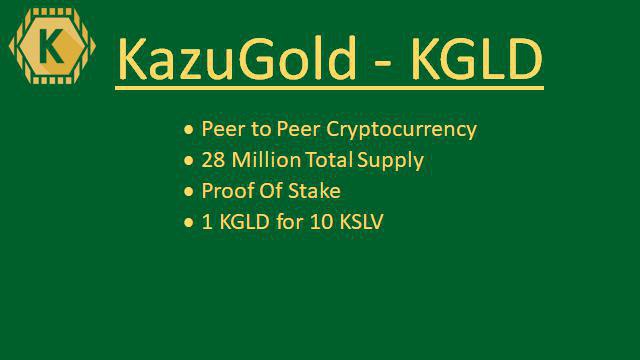 K
KazuGold - KGLD
• Peer to Peer Cryptocurrency
• 28 Million Total Supply
• Proof Of Stake
• 1 KGLD for 10 KSLV